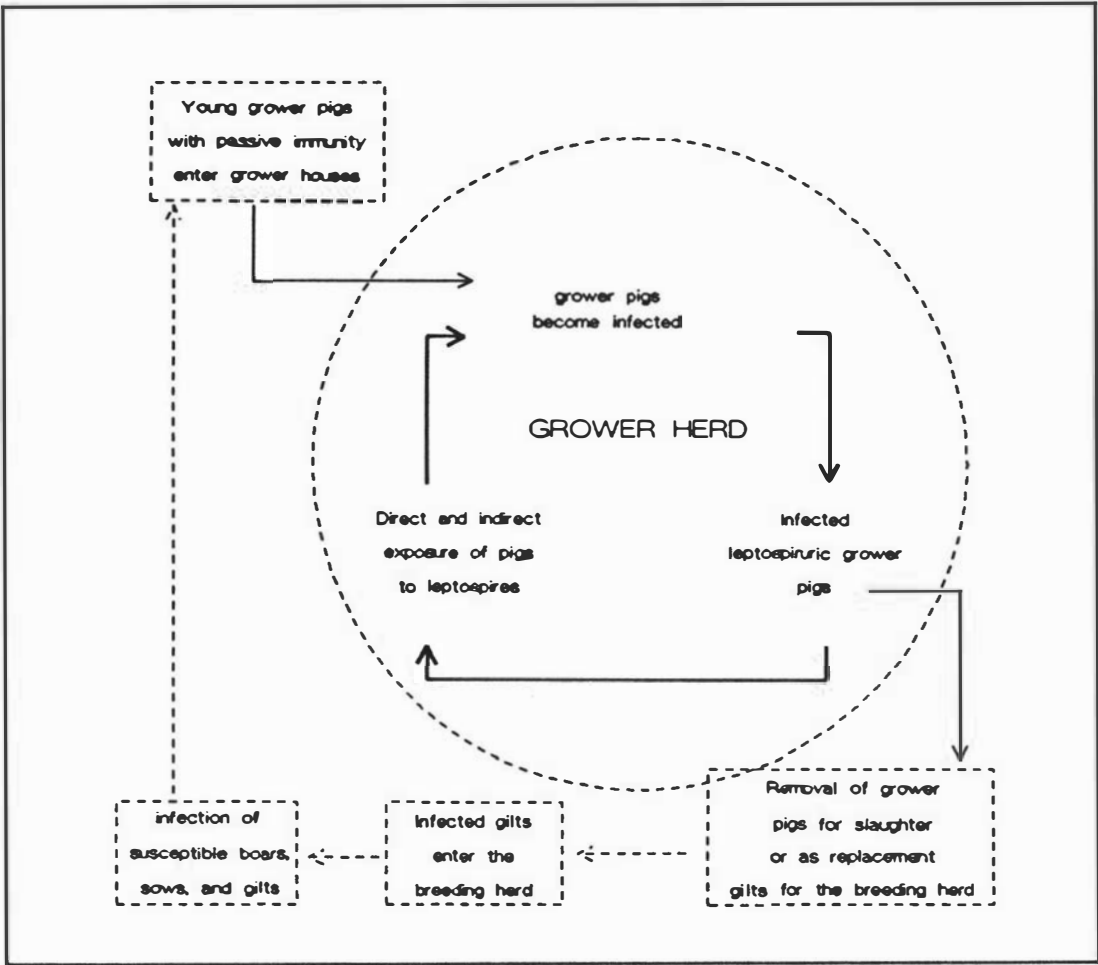 Young grower pigs
with passive immunity
enter grower houses
grower pigs
become infected
GROWER HERD
Direct and indirect
exposure of pigs
to leptospires
Infected
leptospiruric grower
pigs
Removal of grower
pigs for slaughter
or as replacement
gilts for the breeding herd
Infected gilts
enter the
breeding herd
infection of
susceptible boars,
sows, and gilts